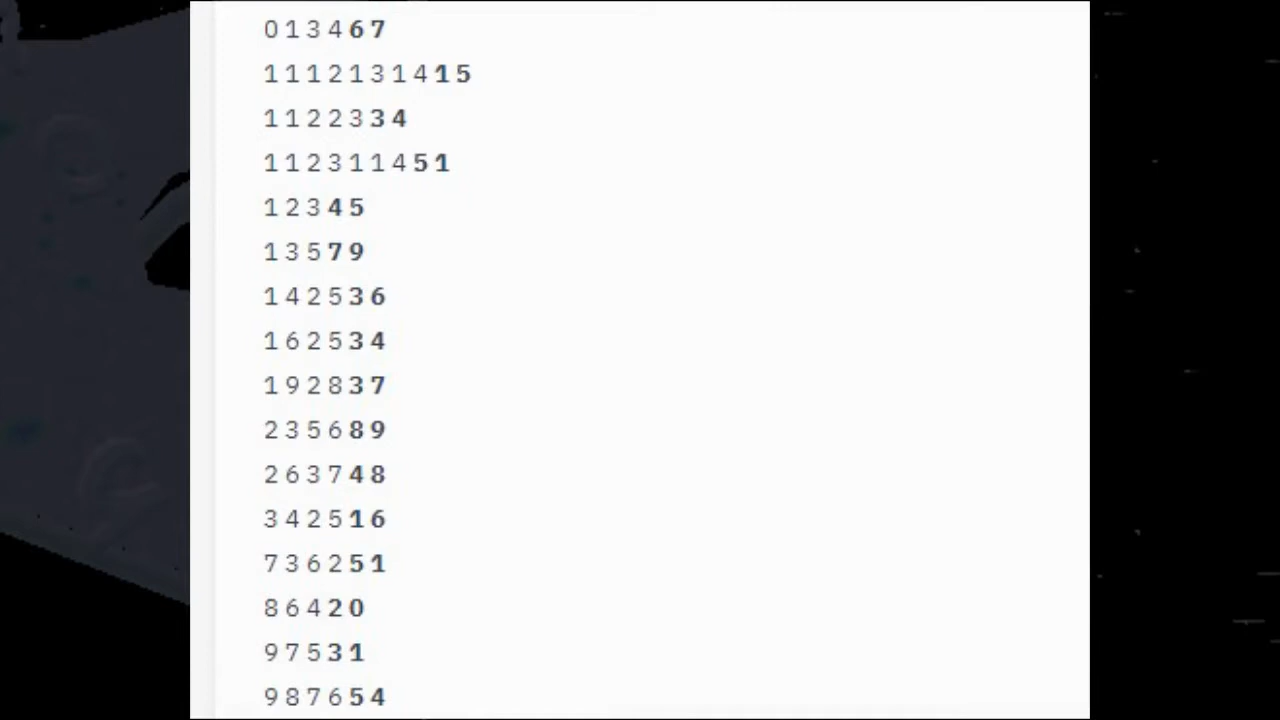 0 1 3 4 6 7
1 1 1 2 1 3 1 4 1 5
1 1 2 2 3 3 4
1 1 2 3 1 1 4 5 1
1 2 3 4 5
1 3 5 7 9
1 4 2 5 3 6
1 6 2 5 3 4
1 9 2 8 3 7
2 3 5 6 8 9
2 6 3 7 4 8
3 4 2 5 1 6
7 3 6 2 5 1
8 6 4 2 0
9 7 5 3 1
9 8 7 6 5 4